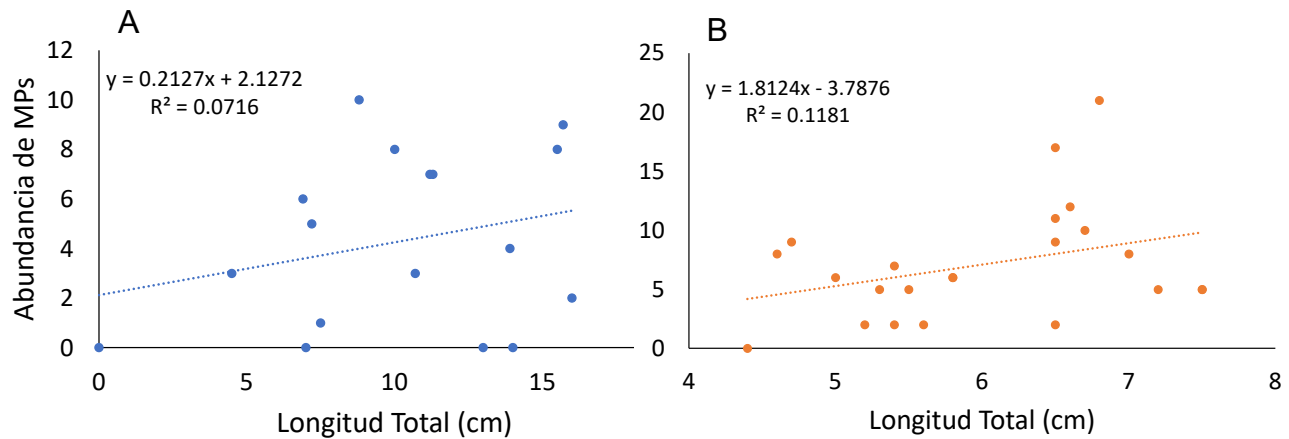 A
Abundancia de MPs
12
10
8
6
4
2
0
y = 0.2127x + 2.1272
R² = 0.0716
0 5 10 15
Longitud Total (cm)
B
25
20
15
10
5
0
y = 1.8124x - 3.7876
R² = 0.1181
4 5 6 7 8
Longitud Total (cm)